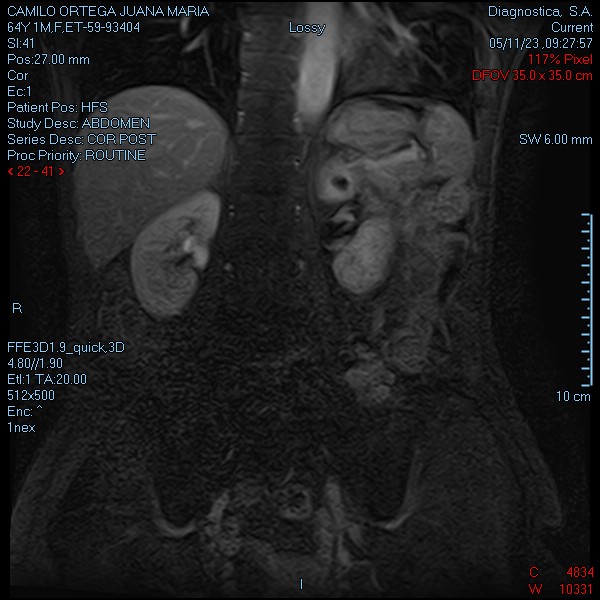 CAMILO ORTEGA JUANA MARIA
64Y 1M,F,ET-59-93404
Sl:41
Pos:27.00 mm
Cor
Ec:1
Patient Pos: HFS
Study Desc: ABDOMEN
Series Desc: COR POST
Proc Priority: ROUTINE
< 22 - 41 >
Lossy
Diagnostica, S.A.
Current
05/11/23 ,09:27:57
117% Pixel
DFOV 35.0 x 35.0 cm
SW 6.00 mm
R
FFE3D1.9_quick,3D
4.80//1.90
Etl:1 TA:20.00
512x500
Enc: ^
1nex
10 cm
I
C 4834
W 10331